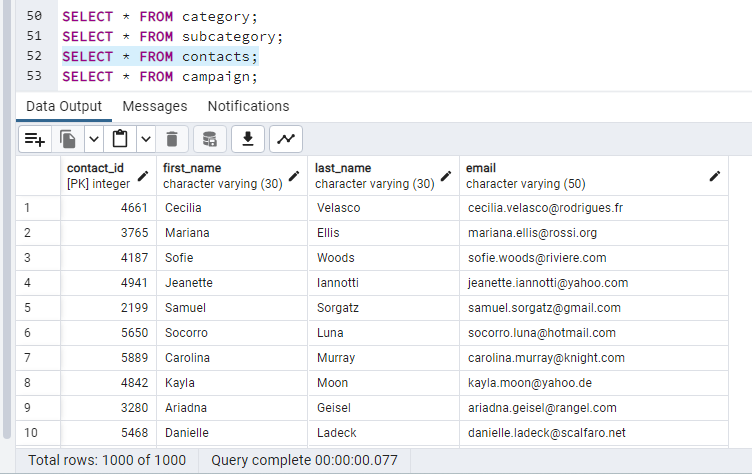 50 SELECT * FROM category;
51 SELECT * FROM subcategory;
52 SELECT * FROM contacts;
53 SELECT * FROM campaign;
Data Output Messages Notifications
contact_id first_name last_name email
[PK] integer character varying (30) character varying (30) character varying (50)
1 4661 Cecilia Velasco cecilia.velasco@rodrigues.fr
2 3765 Mariana Ellis mariana.ellis@rossi.org
3 4187 Sofie Woods sofie.woods@riviere.com
4 4941 Jeanette Iannotti jeanette.iannotti@yahoo.com
5 2199 Samuel Sorgatz samuel.sorgatz@gmail.com
6 5650 Socorro Luna socorro.luna@hotmail.com
7 5889 Carolina Murray carolina.murray@knight.com
8 4842 Kayla Moon kayla.moon@yahoo.de
9 3280 Ariadna Geisel ariadna.geisel@rangel.com
10 5468 Danielle Ladeck danielle.ladeck@scalfaro.net
Total rows: 1000 of 1000 Query complete 00:00:00.077